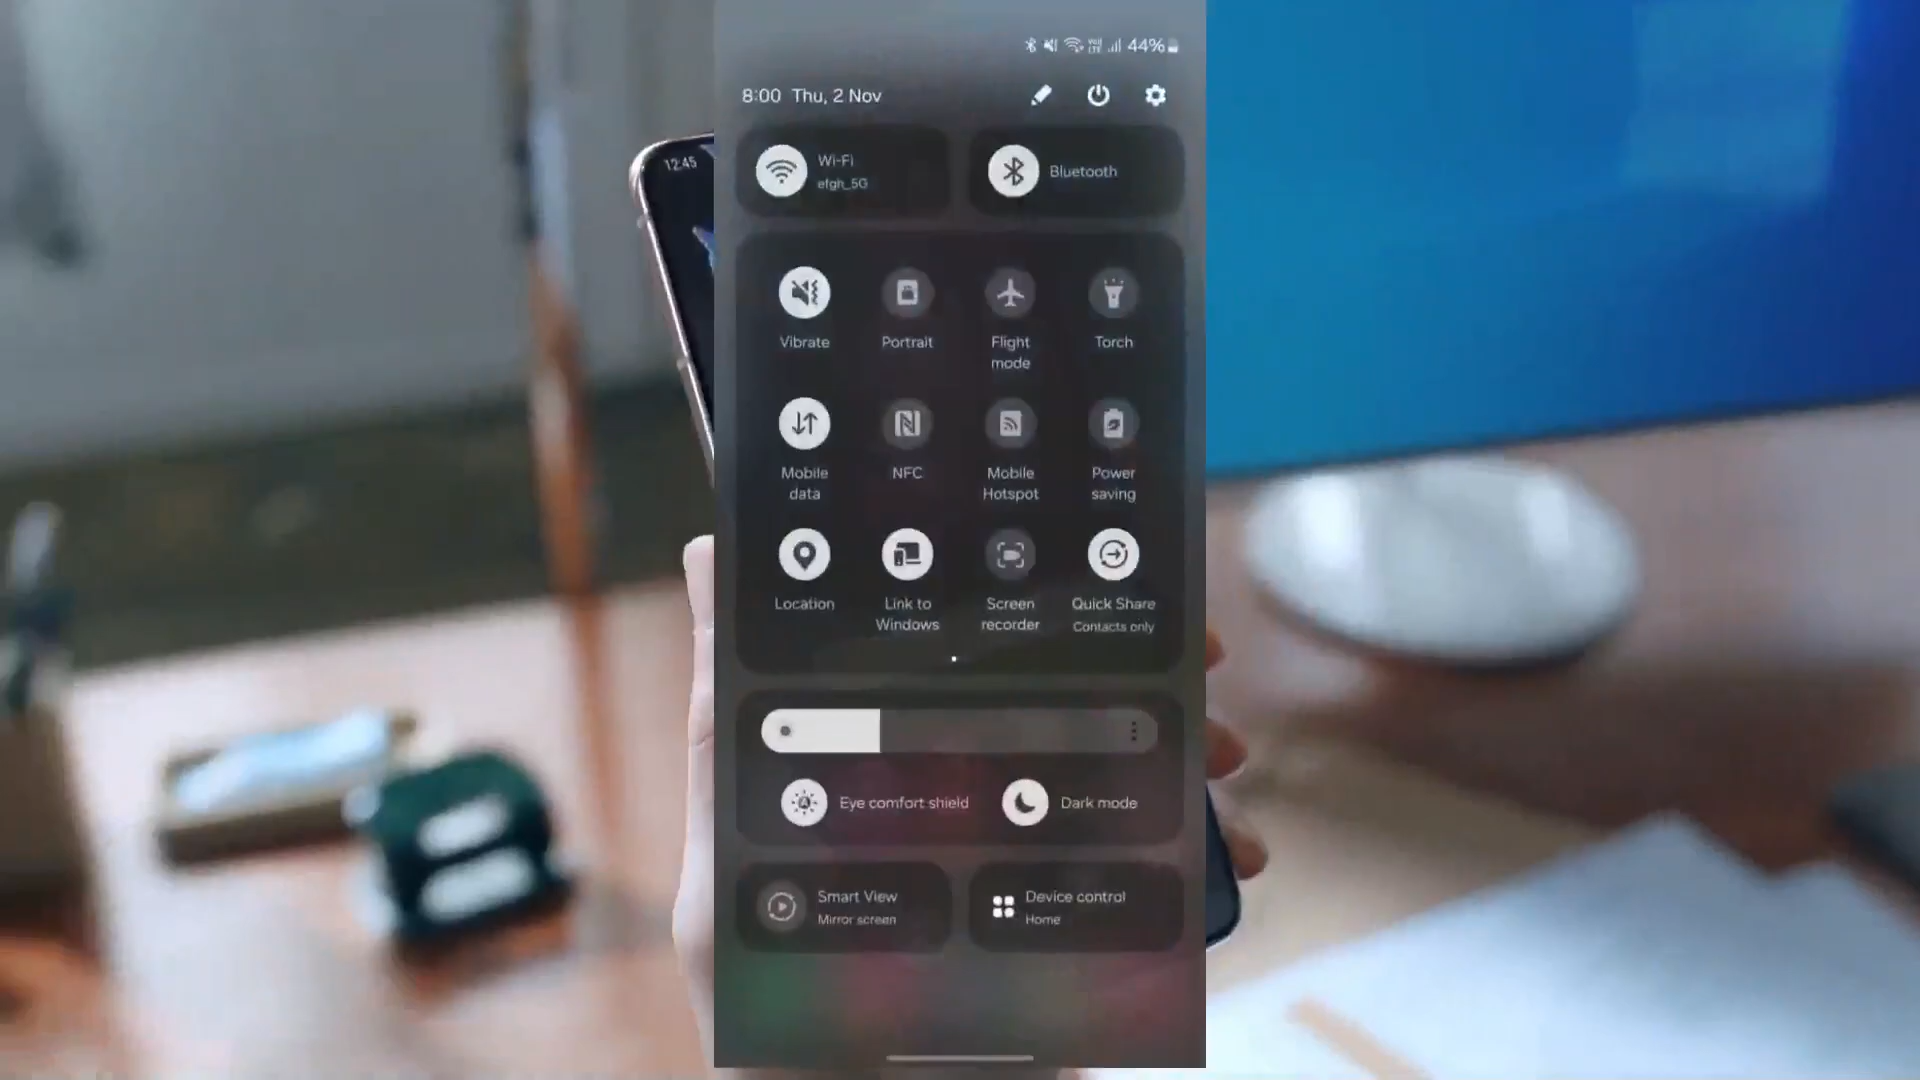 44%
8:00 Thu, 2 Nov
12:45
Wi-Fi
efgh_5G
Bluetooth
Vibrate
Portrait
Flight
mode
Torch
Mobile
data
NFC
Mobile
Hotspot
Power
saving
Location
Link to
Windows
Screen
recorder
Quick Share
Contacts only
Eye comfort shield
Dark mode
Smart View
Mirror screen
Device control
Home